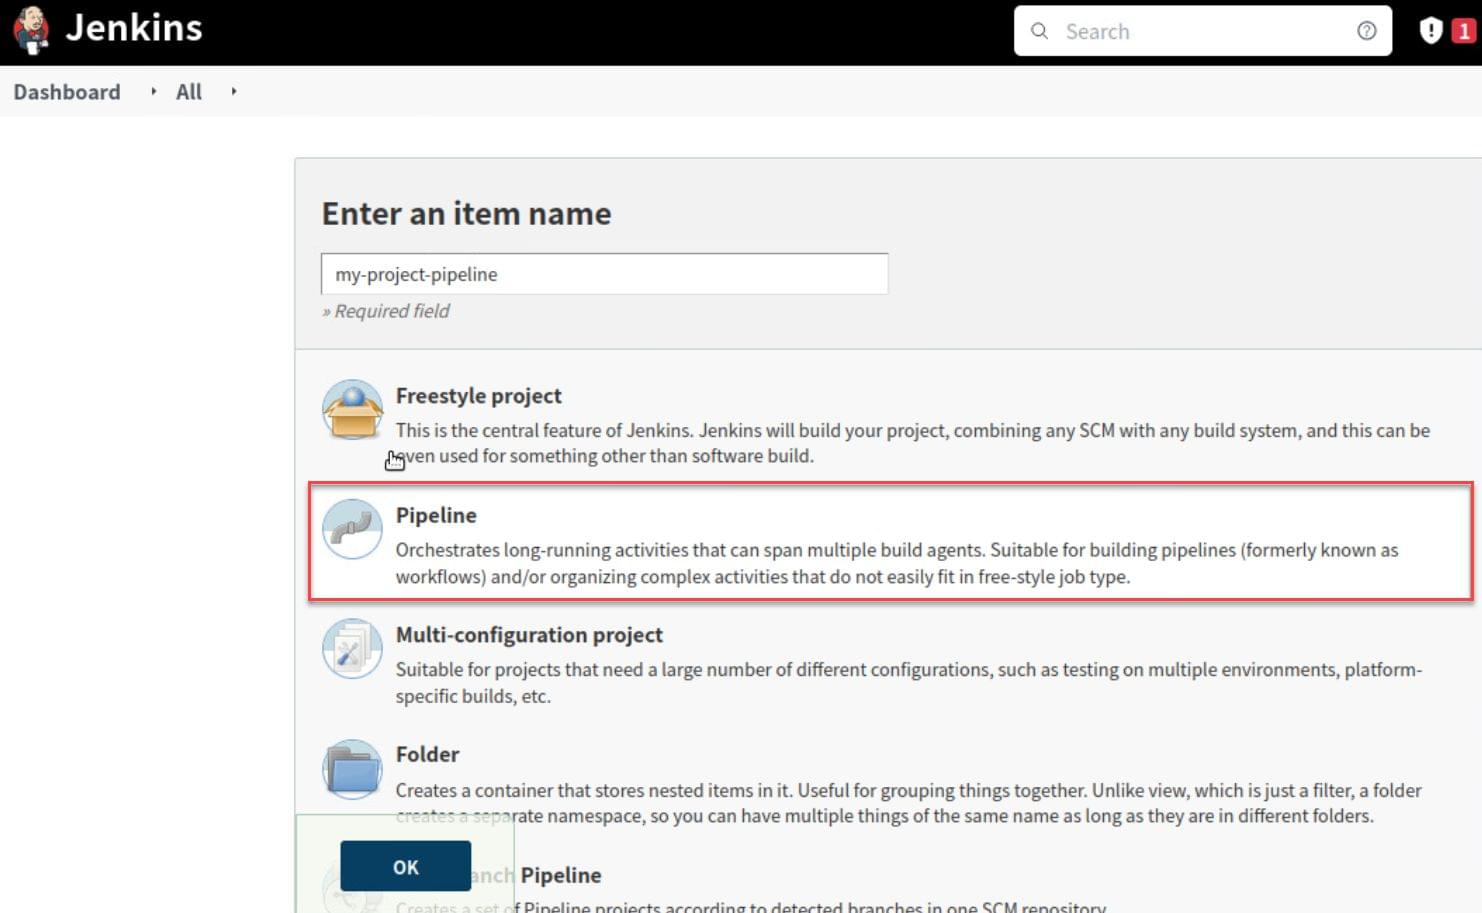 Jenkins
Search
1
Dashboard
All
Enter an item name
my-project-pipeline
» Required field
Freestyle project
This is the central feature of Jenkins. Jenkins will build your project, combining any SCM with any build system, and this can be
even used for something other than software build.
Pipeline
Orchestrates long-running activities that can span multiple build agents. Suitable for building pipelines (formerly known as
workflows) and/or organizing complex activities that do not easily fit in free-style job type.
Multi-configuration project
Suitable for projects that need a large number of different configurations, such as testing on multiple environments, platform-
specific builds, etc.
Folder
Creates a container that stores nested items in it. Useful for grouping things together. Unlike view, which is just a filter, a folder
creates a separate namespace, so you can have multiple things of the same name as long as they are in different folders.
OK
anch Pipeline
Creates a set of Pipeline projects according to detected branches in one SCM repository.